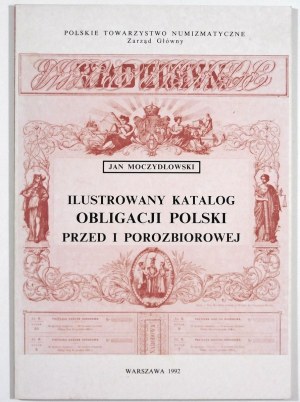 POLSKIE TOWARZYSTWO NUMIZMATYCZNE
Zarząd Główny
JAN MOCZYDŁOWSKI
ILUSTROWANY KATALOG
OBLIGACJI POLSKI
PRZED I POROZBIOROWEJ
WARSZAWA 1992